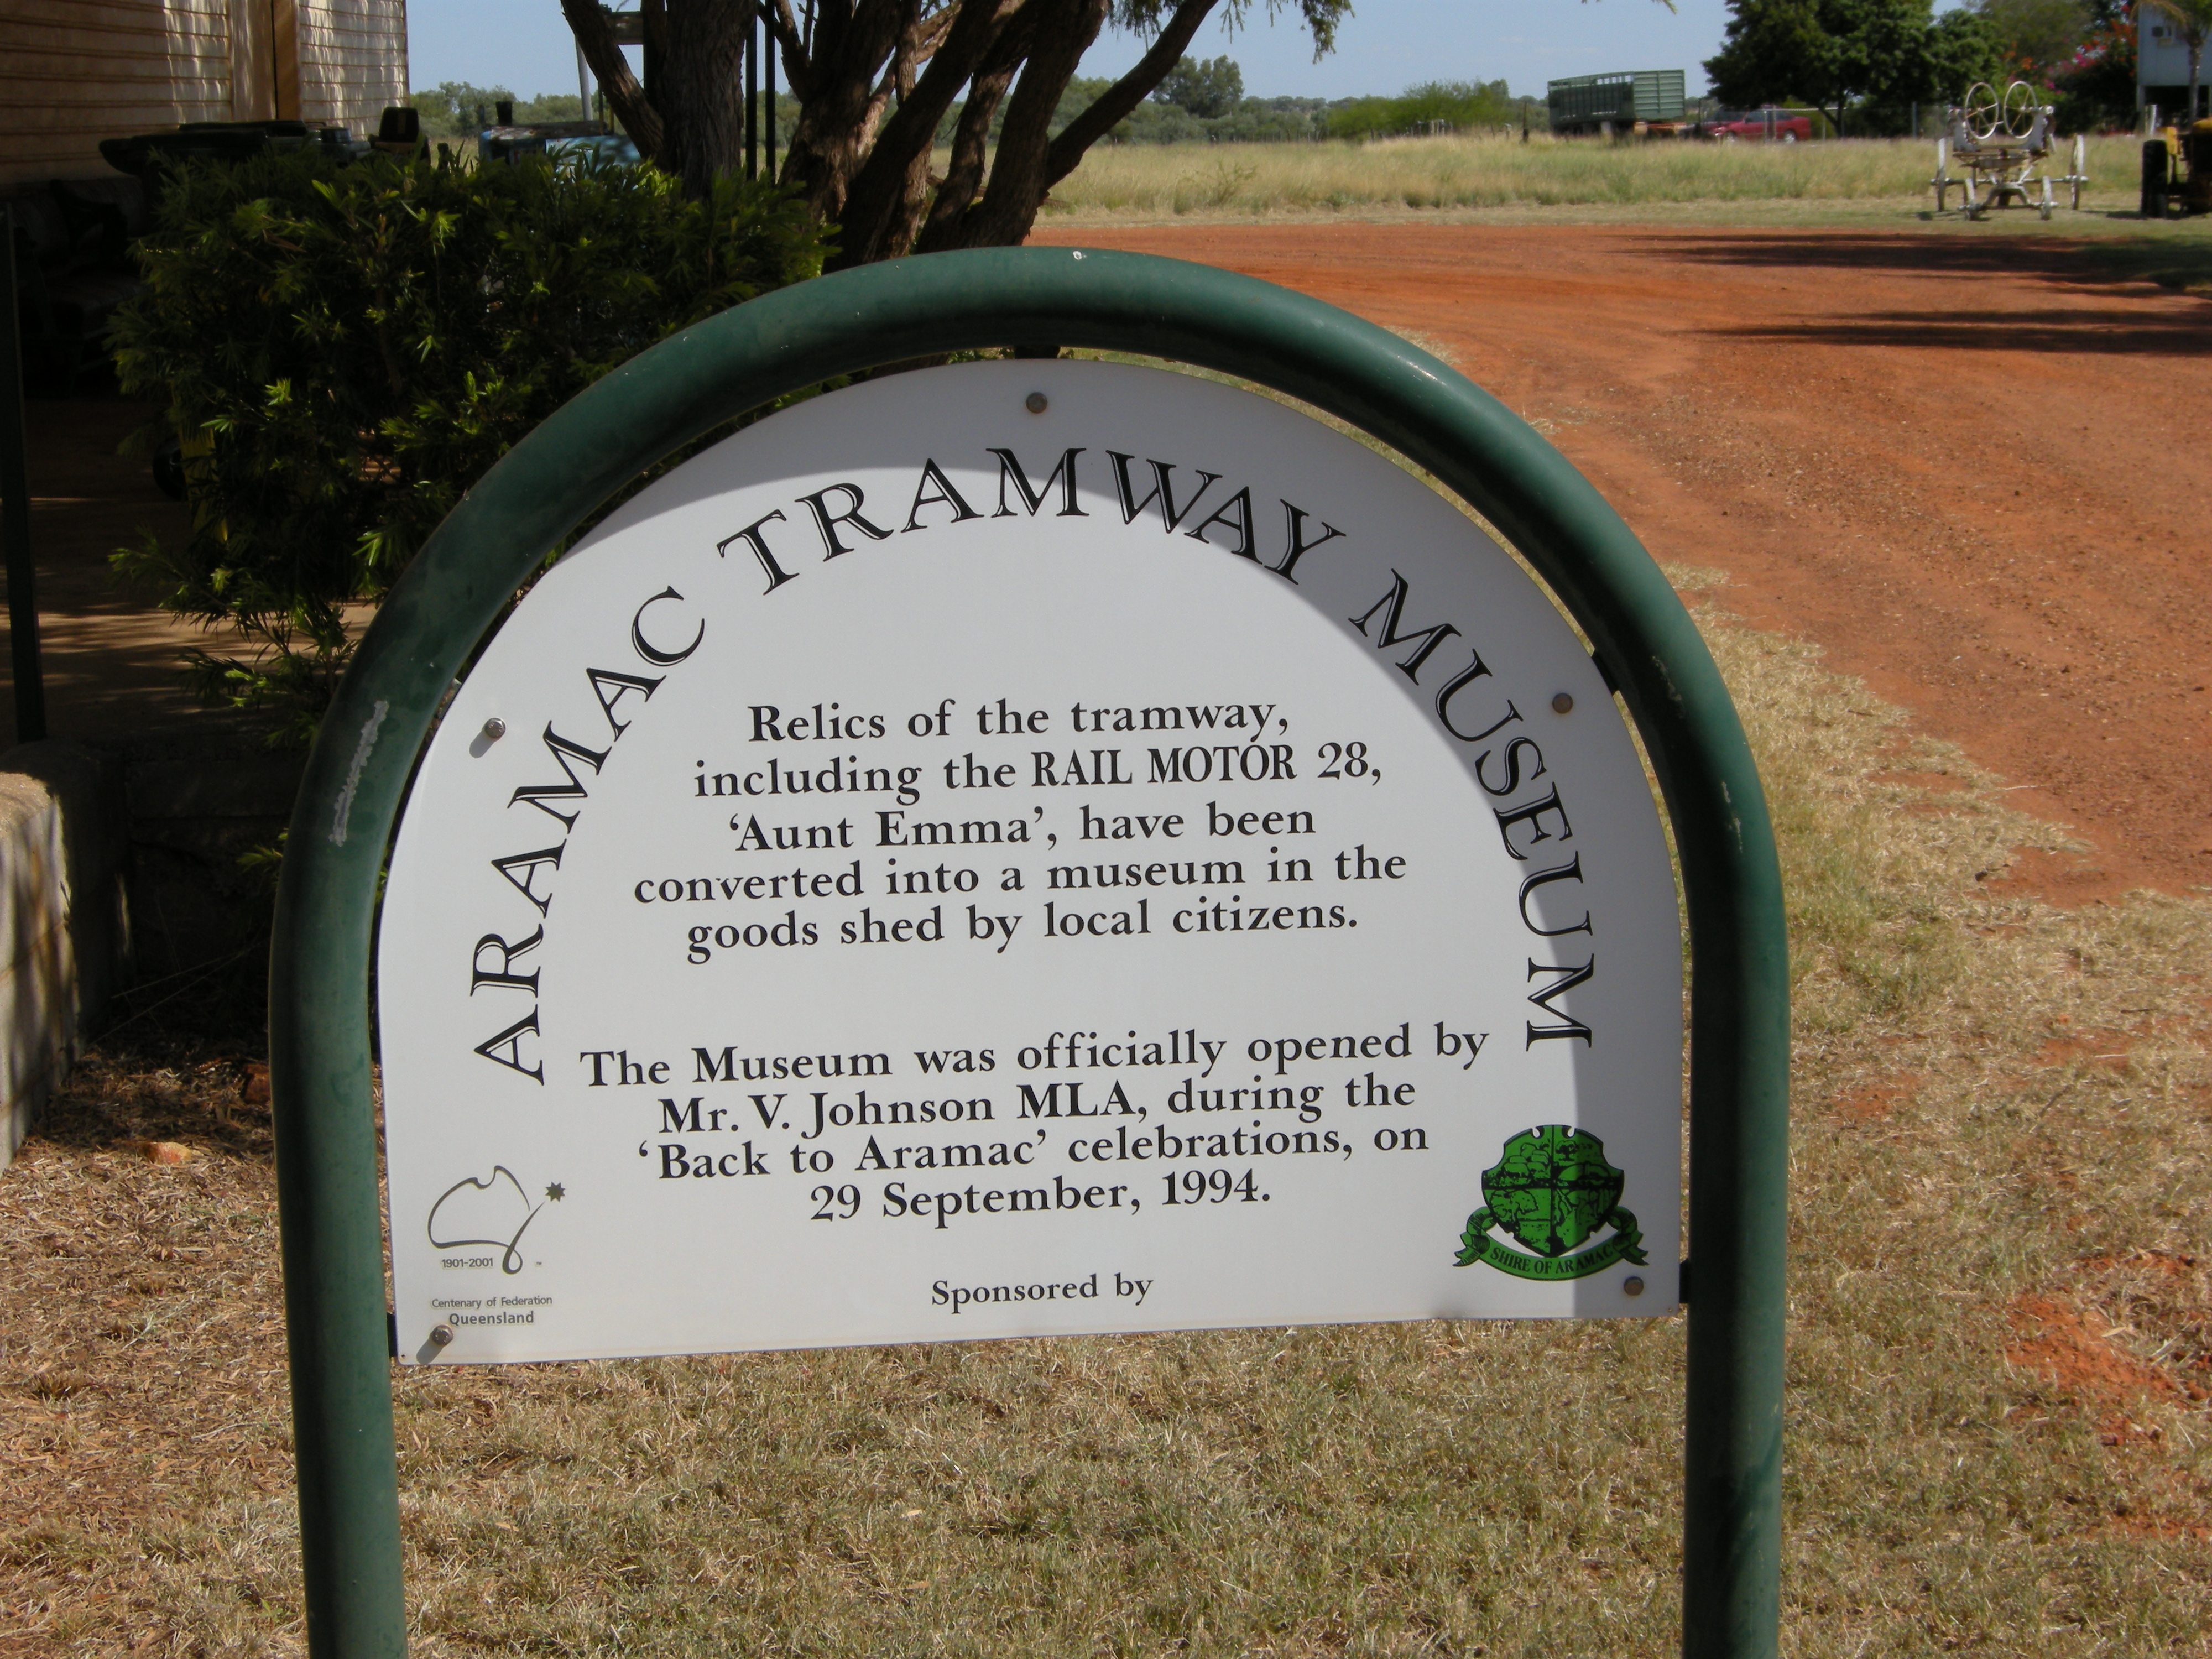 ARAMAC TRAMWAY MUSEUM
Relics of the tramway,
including the RAIL MOTOR 28,
‘Aunt Emma’, have been
converted into a museum in the
goods shed by local citizens.
The Museum was officially opened by
Mr. V. Johnson MLA, during the
‘Back to Aramac’ celebrations, on
29 September, 1994.
1901-2001 ™
Centenary of Federation
Queensland
Sponsored by
SHIRE OF ARAMAC